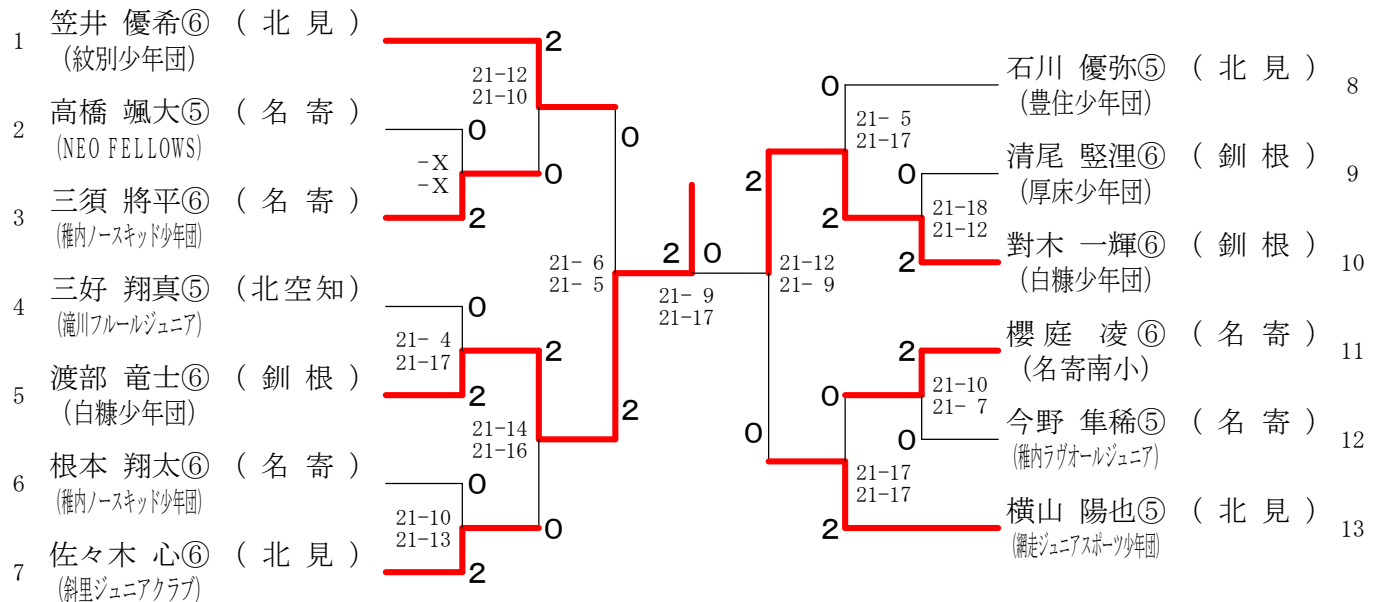 1 笠井 優希⑥ (北見)
(紋別少年団)
2 高橋 颯大⑤ (名寄)
(NEO FELLOWS)
3 三須 將平⑥ (名寄)
(稚内ノースキッド少年団)
4 三好 翔真⑤ (北空知)
(滝川フルールジュニア)
5 渡部 竜士⑥ (釧根)
(白糠少年団)
6 根本 翔太⑥ (名寄)
(稚内ノースキッド少年団)
7 佐々木 心⑥ (北見)
(斜里ジュニアクラブ)
2
21-12
21-10
0
0
-X
-X
2
0
0
21- 4
21-17
2
2
21-14
21-16
0
21-10
21-13
2
0
21- 6
21- 5
2
2
0
21- 9
21-17
2
21-12
21- 9
0
0
21- 5
21-17
2
0
21-18
21-12
2
2
21-10
21- 7
0
0
21-17
21-17
2
石川 優弥⑤ (北見) 8
(豊住少年団)
清尾 堅浬⑥ (釧根) 9
(厚床少年団)
對木 一輝⑥ (釧根) 10
(白糠少年団)
櫻庭 凌⑥ (名寄) 11
(名寄南小)
今野 隼稀⑤ (名寄) 12
(稚内ラヴオールジュニア)
横山 陽也⑤ (北見) 13
(網走ジュニアスポーツ少年団)